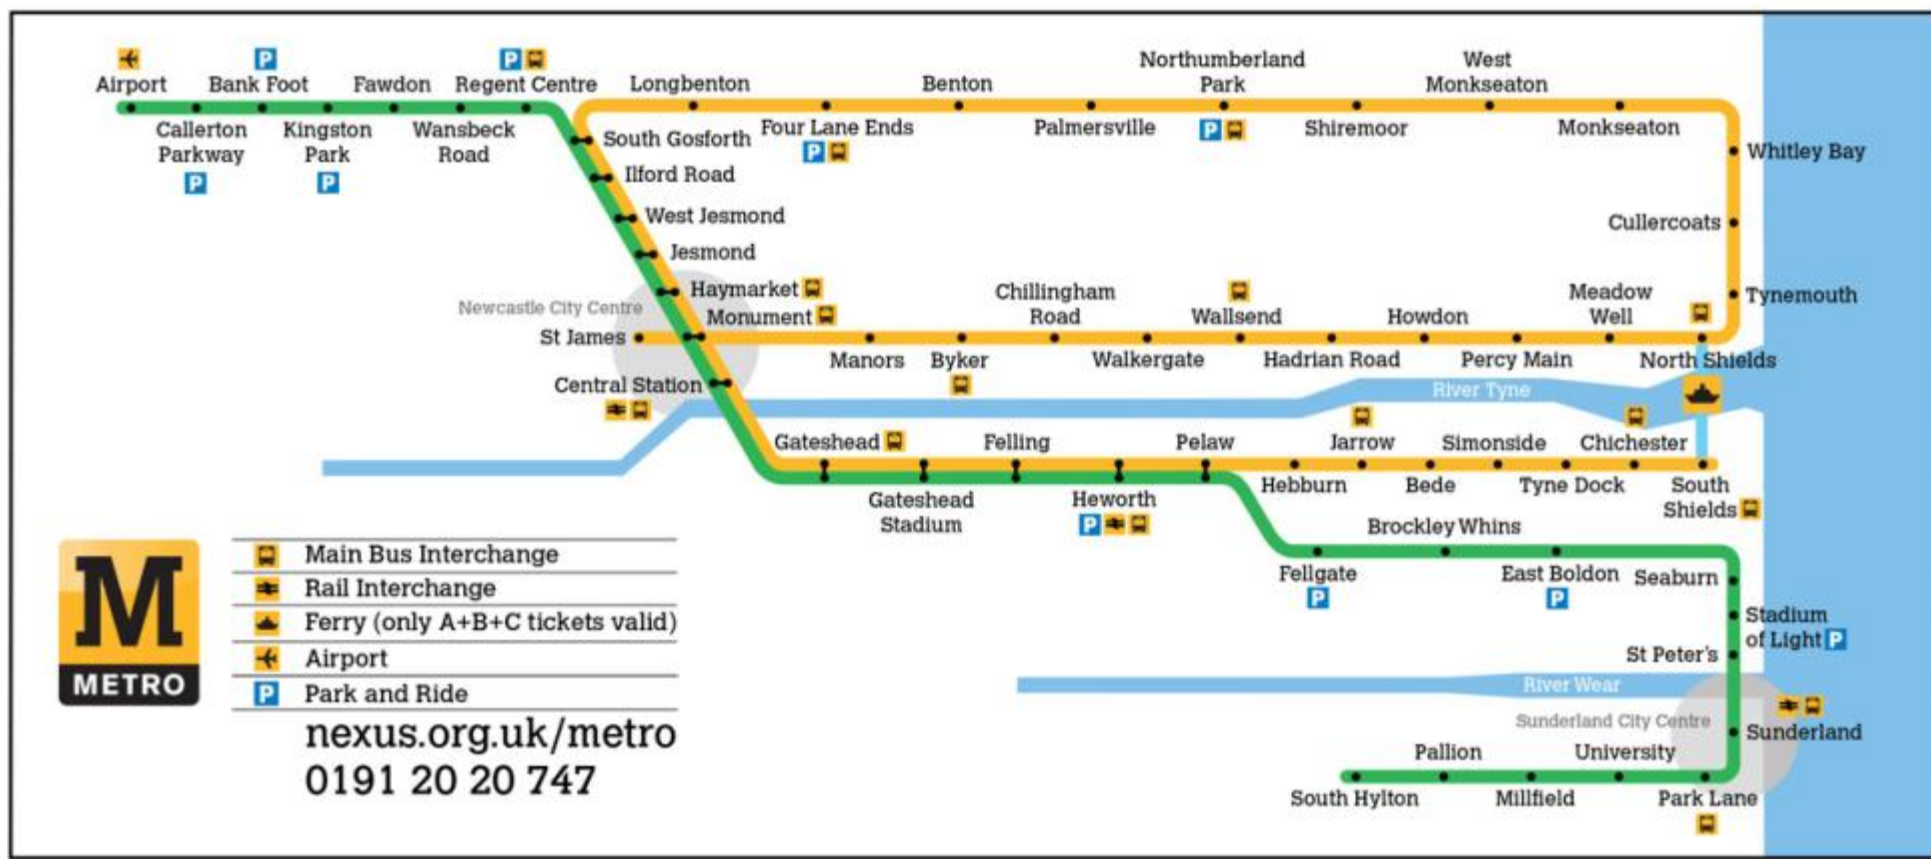 Airport
Bank Foot
Fawdon
Regent Centre
Callerton
Parkway
Kingston
Park
Wansbeck
Road
Longbenton
Four Lane Ends
Benton
Palmersville
Northumberland
Park
Shiremoor
West
Monkseaton
Monkseaton
Whitley Bay
Cullercoats
Tynemouth
South Gosforth
Ilford Road
West Jesmond
Jesmond
Haymarket
Newcastle City Centre
Monument
St James
Central Station
Manors
Byker
Chillingham
Road
Walkergate
Wallsend
Hadrian Road
Howdon
Percy Main
Meadow
Well
North Shields
River Tyne
Gateshead
Gateshead
Stadium
Felling
Heworth
Pelaw
Hebburn
Jarrow
Bede
Simonside
Tyne Dock
Chichester
South
Shields
Fellgate
Brockley Whins
East Boldon
Seaburn
Stadium
of Light
St Peter's
River Wear
Sunderland City Centre
Sunderland
Park Lane
University
Millfield
Pallion
South Hylton
M
METRO
Main Bus Interchange
Rail Interchange
Ferry (only A+B+C tickets valid)
Airport
P Park and Ride
nexus.org.uk/metro
0191 20 20 747